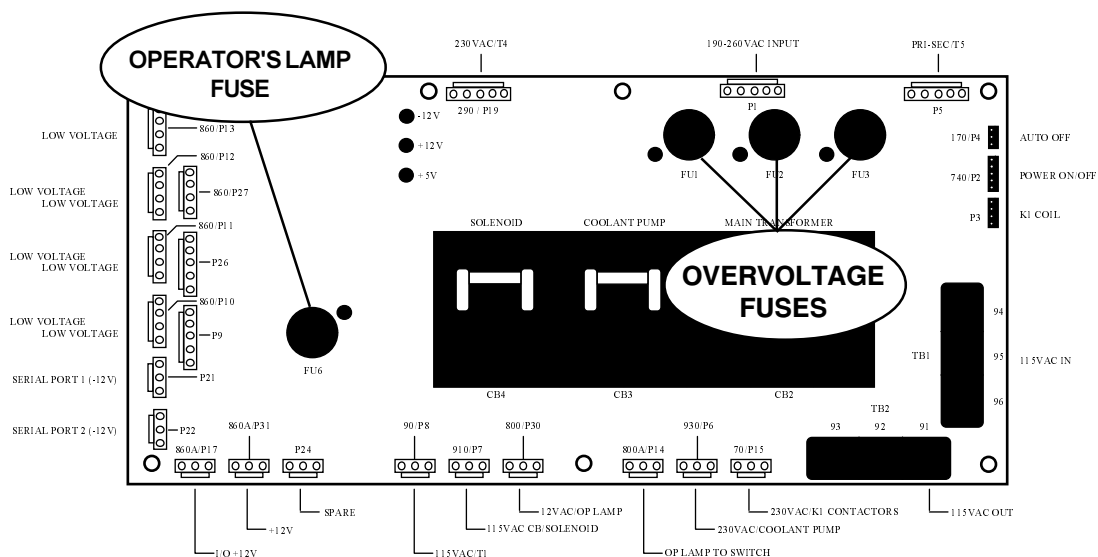 230VAC/T4
190-260VAC INPUT
PRI-SEC/T5
OPERATOR'S LAMP
FUSE
290 / P19
P1
P5
-12V
+12V
+5V
FU1
FU2
FU3
170/P4
AUTO OFF
740/P2
POWER ON/OFF
P3
K1 COIL
LOW VOLTAGE
860/P13
860/P12
LOW VOLTAGE
LOW VOLTAGE
860/P27
860/P11
LOW VOLTAGE
LOW VOLTAGE
P26
860/P10
LOW VOLTAGE
LOW VOLTAGE
P9
SERIAL PORT 1 (-12V)
P21
SERIAL PORT 2 (-12V)
P22
FU6
SOLENOID
COOLANT PUMP
MAIN TRANSFORMER
OVERVOLTAGE
FUSES
CB4
CB3
CB2
94
TB1
95
115VAC IN
96
TB2
93
92
91
860A/P17
860A/P31
P24
90/P8
910/P7
800/P30
800A/P14
930/P6
70/P15
SPARE
12VAC/OP LAMP
230VAC/K1 CONTACTORS
115VAC OUT
+12V
115VAC CB/SOLENOID
230VAC/COOLANT PUMP
I/O +12V
115VAC/T1
OP LAMP TO SWITCH